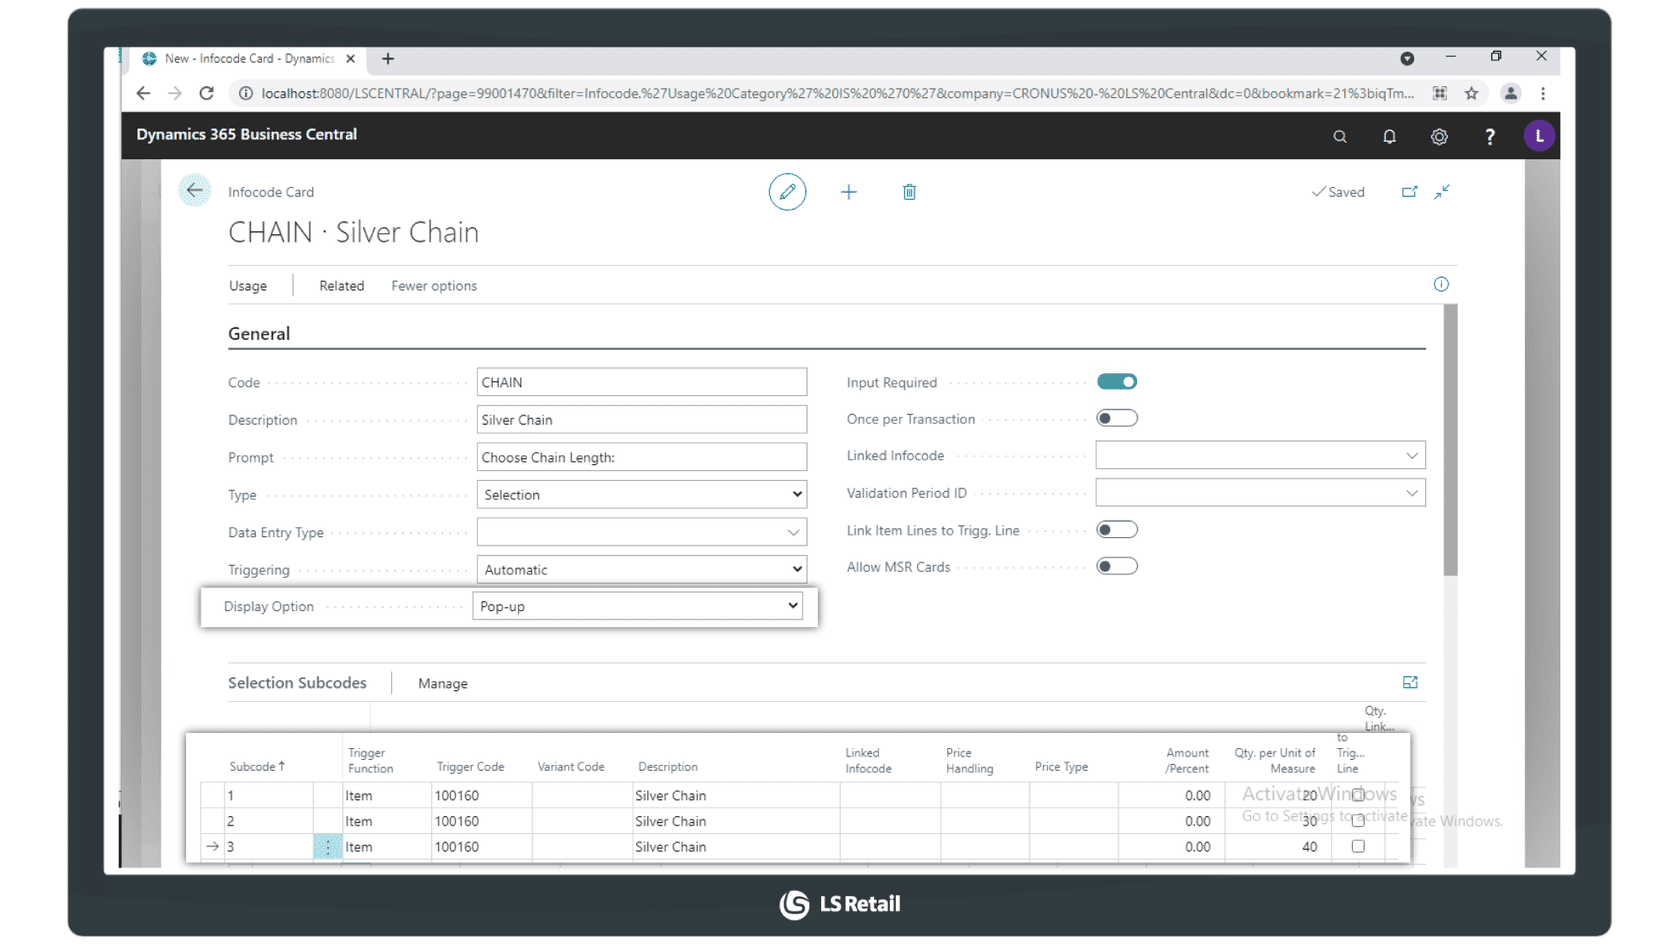 New - Infocode Card - Dynamics
localhost:8080/LSCENTRAL/?page=99001470&filter=Infocode.%27Usage%20Category%27%20IS%20%270%27&company=CRONUS%20-%20LS%20Central&dc=0&bookmark=21%3biqTm...
Dynamics 365 Business Central
?
L
Infocode Card
Saved
CHAIN · Silver Chain
Usage
Related
Fewer options
General
Code
CHAIN
Input Required
Description
Silver Chain
Once per Transaction
Prompt
Choose Chain Length:
Linked Infocode
Type
Selection
Validation Period ID
Data Entry Type
Link Item Lines to Trigg. Line
Triggering
Automatic
Allow MSR Cards
Display Option
Pop-up
Selection Subcodes
Manage
Qty.
Link...
to
Trig...
Line
Subcode↑
Trigger
Function
Trigger Code
Variant Code
Description
Linked
Infocode
Price
Handling
Price Type
Amount
/Percent
Qty. per Unit of
Measure
1 Item 100160 Silver Chain 0.00 20
2 Item 100160 Silver Chain 0.00 30
3 Item 100160 Silver Chain 0.00 40
Activate Windows
Go to Settings to activate
vate Windows.
LS Retail